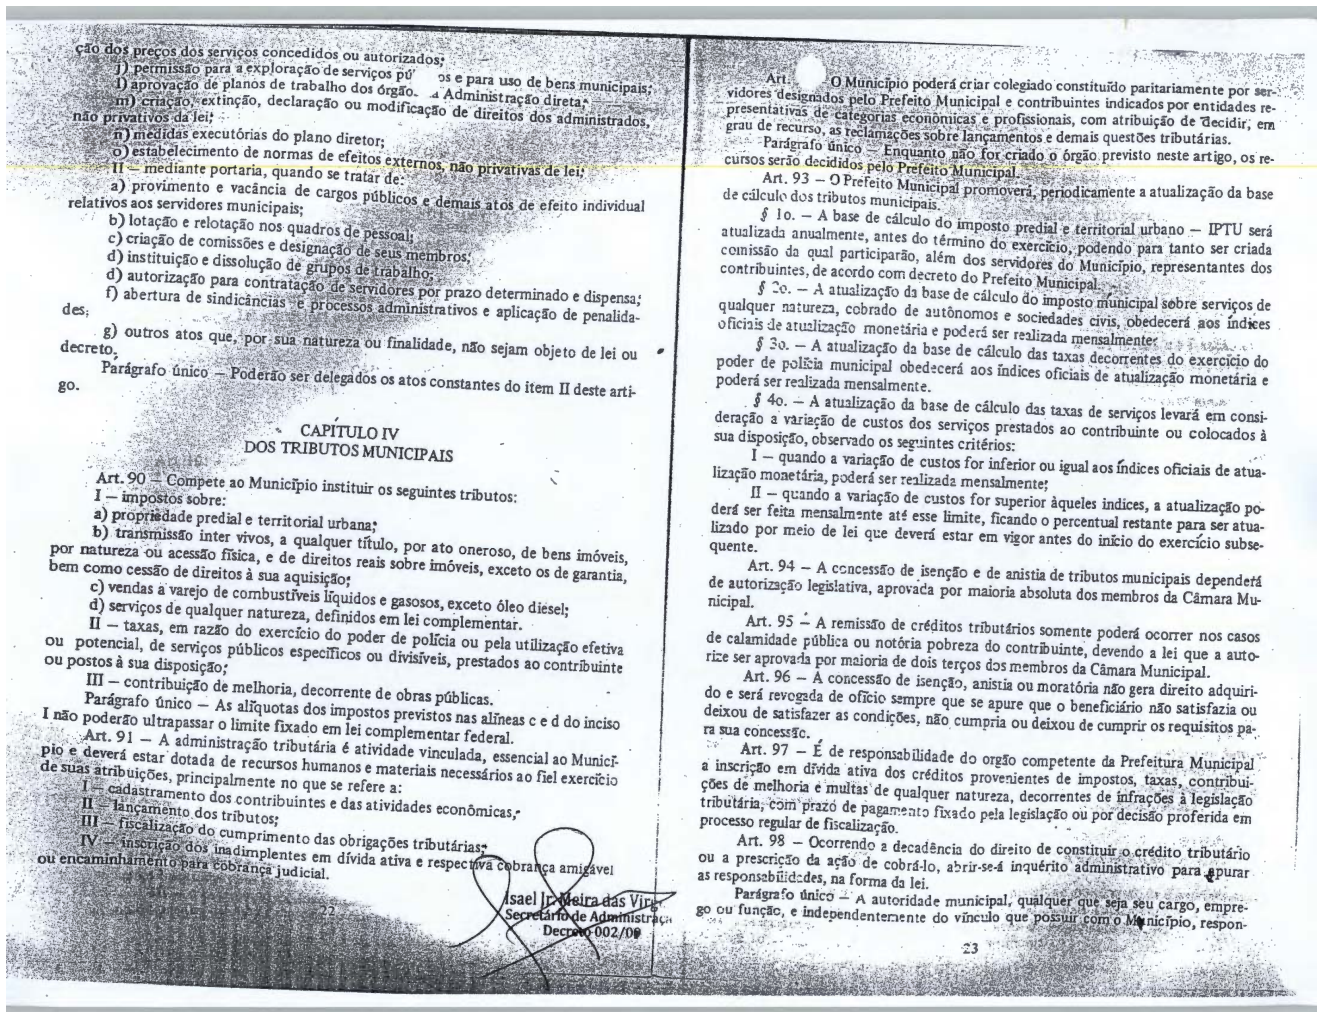 ção dos preços dos serviços concedidos ou autorizados;
j) permissão para a exploração de serviços pú os e para uso de bens municipais;
l) aprovação de planos de trabalho dos órgão. a Administração direta;
m) criação, extinção, declaração ou modificação de direitos dos administrados,
não privativos da lei;
n) medidas executórias do plano diretor;
o) estabelecimento de normas de efeitos externos, não privativas de lei;
II — mediante portaria, quando se tratar de:
a) provimento e vacância de cargos públicos e demais atos de efeito individual
relativos aos servidores municipais;
b) lotação e relotação nos quadros de pessoal;
c) criação de comissões e designação de seus membros;
d) instituição e dissolução de grupos de trabalho;
d) autorização para contratação de servidores por prazo determinado e dispensa;
f) abertura de sindicâncias e processos administrativos e aplicação de penalida-
des;
g) outros atos que, por sua natureza ou finalidade, não sejam objeto de lei ou
decreto.
Parágrafo único — Poderão ser delegados os atos constantes do item II deste arti-
go.
CAPÍTULO IV
DOS TRIBUTOS MUNICIPAIS
Art. 90 — Compete ao Município instituir os seguintes tributos:
I — impostos sobre:
a) propriedade predial e territorial urbana;
b) transmissão inter vivos, a qualquer título, por ato oneroso, de bens imóveis,
por natureza ou acessão física, e de direitos reais sobre imóveis, exceto os de garantia,
bem como cessão de direitos à sua aquisição;
c) vendas a varejo de combustíveis líquidos e gasosos, exceto óleo diesel;
d) serviços de qualquer natureza, definidos em lei complementar.
II — taxas, em razão do exercício do poder de polícia ou pela utilização efetiva
ou potencial, de serviços públicos específicos ou divisíveis, prestados ao contribuinte
ou postos à sua disposição;
III — contribuição de melhoria, decorrente de obras públicas.
Parágrafo único — As alíquotas dos impostos previstos nas alíneas c e d do inciso
I não poderão ultrapassar o limite fixado em lei complementar federal.
Art. 91 — A administração tributária é atividade vinculada, essencial ao Municí-
pio e deverá estar dotada de recursos humanos e materiais necessários ao fiel exercício
de suas atribuições, principalmente no que se refere a:
I — cadastramento dos contribuintes e das atividades econômicas;
II — lançamento dos tributos;
III — fiscalização do cumprimento das obrigações tributárias;
IV — inscrição dos inadimplentes em dívida ativa e respectiva cobrança amigável
ou encaminhamento para cobrança judicial.
22
Isael Jr. Meira das Virg
Secretário de Administraça
Decreto 002/09
Art. O Município poderá criar colegiado constituído paritariamente por ser-
vidores designados pelo Prefeito Municipal e contribuintes indicados por entidades re-
presentativas de categorias econômicas e profissionais, com atribuição de decidir, em
grau de recurso, as reclamações sobre lançamentos e demais questões tributárias.
Parágrafo único — Enquanto não for criado o órgão previsto neste artigo, os re-
cursos serão decididos pelo Prefeito Municipal.
Art. 93 — O Prefeito Municipal promoverá, periodicamente a atualização da base
de cálculo dos tributos municipais.
§ 1o. — A base de cálculo do imposto predial e territorial urbano — IPTU será
atualizada anualmente, antes do término do exercício, podendo para tanto ser criada
comissão da qual participarão, além dos servidores do Município, representantes dos
contribuintes, de acordo com decreto do Prefeito Municipal.
§ 2o. — A atualização da base de cálculo do imposto municipal sobre serviços de
qualquer natureza, cobrado de autônomos e sociedades civis, obedecerá aos índices
oficiais de atualização monetária e poderá ser realizada mensalmente:
§ 3o. — A atualização da base de cálculo das taxas decorrentes do exercício do
poder de polícia municipal obedecerá aos índices oficiais de atualização monetária e
poderá ser realizada mensalmente.
§ 4o. — A atualização da base de cálculo das taxas de serviços levará em consi-
deração a variação de custos dos serviços prestados ao contribuinte ou colocados à
sua disposição, observado os seguintes critérios:
I — quando a variação de custos for inferior ou igual aos índices oficiais de atua-
lização monetária, poderá ser realizada mensalmente;
II — quando a variação de custos for superior àqueles indices, a atualização po-
derá ser feita mensalmente até esse limite, ficando o percentual restante para ser atua-
lizado por meio de lei que deverá estar em vigor antes do início do exercício subse-
quente.
Art. 94 — A concessão de isenção e de anistia de tributos municipais dependerá
de autorização legislativa, aprovada por maioria absoluta dos membros da Câmara Mu-
nicipal.
Art. 95 — A remissão de créditos tributários somente poderá ocorrer nos casos
de calamidade pública ou notória pobreza do contribuinte, devendo a lei que a auto-
rize ser aprovada por maioria de dois terços dos membros da Câmara Municipal.
Art. 96 — A concessão de isenção, anistia ou moratória não gera direito adquiri-
do e será revogada de ofício sempre que se apure que o beneficiário não satisfazia ou
deixou de satisfazer as condições, não cumpria ou deixou de cumprir os requisitos pa-
ra sua concessão.
Art. 97 — É de responsabilidade do orgão competente da Prefeitura Municipal
a inscrição em dívida ativa dos créditos provenientes de impostos, taxas, contribui-
ções de melhoria e multas de qualquer natureza, decorrentes de infrações à legislação
tributária, com prazo de pagamento fixado pela legislação ou por decisão proferida em
processo regular de fiscalização.
Art. 98 — Ocorrendo a decadência do direito de constituir o crédito tributário
ou a prescrição da ação de cobrá-lo, abrir-se-á inquérito administrativo para apurar
as responsabilidades, na forma da lei.
Parágrafo único — A autoridade municipal, qualquer que seja seu cargo, empre-
go ou função, e independentemente do vínculo que possuir com o Município, respon-
23